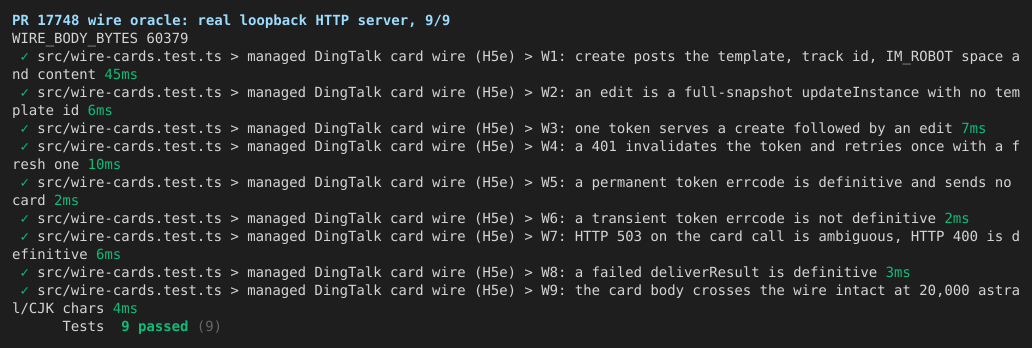 PR 17748 wire oracle: real loopback HTTP server, 9/9
WIRE_BODY_BYTES 60379
✓ src/wire-cards.test.ts > managed DingTalk card wire (H5e) > W1: create posts the template, track id, IM_ROBOT space a
nd content 45ms
✓ src/wire-cards.test.ts > managed DingTalk card wire (H5e) > W2: an edit is a full-snapshot updateInstance with no tem
plate id 6ms
✓ src/wire-cards.test.ts > managed DingTalk card wire (H5e) > W3: one token serves a create followed by an edit 7ms
✓ src/wire-cards.test.ts > managed DingTalk card wire (H5e) > W4: a 401 invalidates the token and retries once with a f
resh one 10ms
✓ src/wire-cards.test.ts > managed DingTalk card wire (H5e) > W5: a permanent token errcode is definitive and sends no
card 2ms
✓ src/wire-cards.test.ts > managed DingTalk card wire (H5e) > W6: a transient token errcode is not definitive 2ms
✓ src/wire-cards.test.ts > managed DingTalk card wire (H5e) > W7: HTTP 503 on the card call is ambiguous, HTTP 400 is d
efinitive 6ms
✓ src/wire-cards.test.ts > managed DingTalk card wire (H5e) > W8: a failed deliverResult is definitive 3ms
✓ src/wire-cards.test.ts > managed DingTalk card wire (H5e) > W9: the card body crosses the wire intact at 20,000 astra
l/CJK chars 4ms
Tests 9 passed (9)